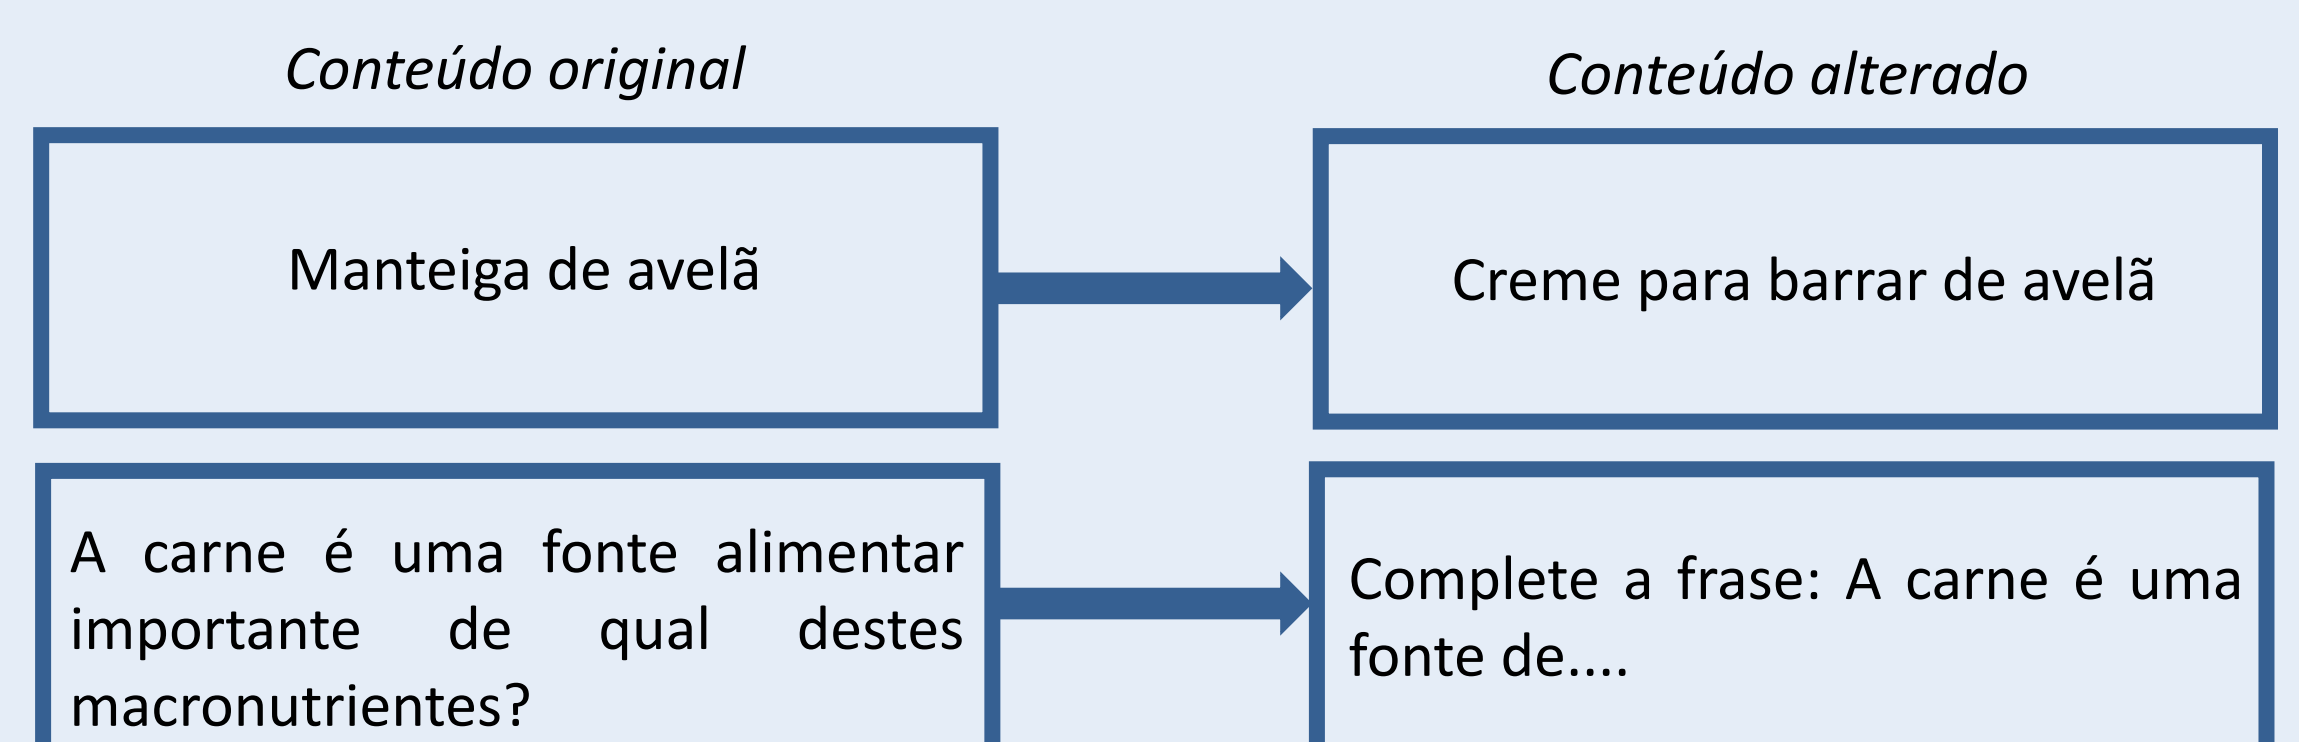 Conteúdo original
Conteúdo alterado
Manteiga de avelã
Creme para barrar de avelã
A carne é uma fonte alimentar
importante de qual destes
macronutrientes?
Complete a frase: A carne é uma
fonte de....